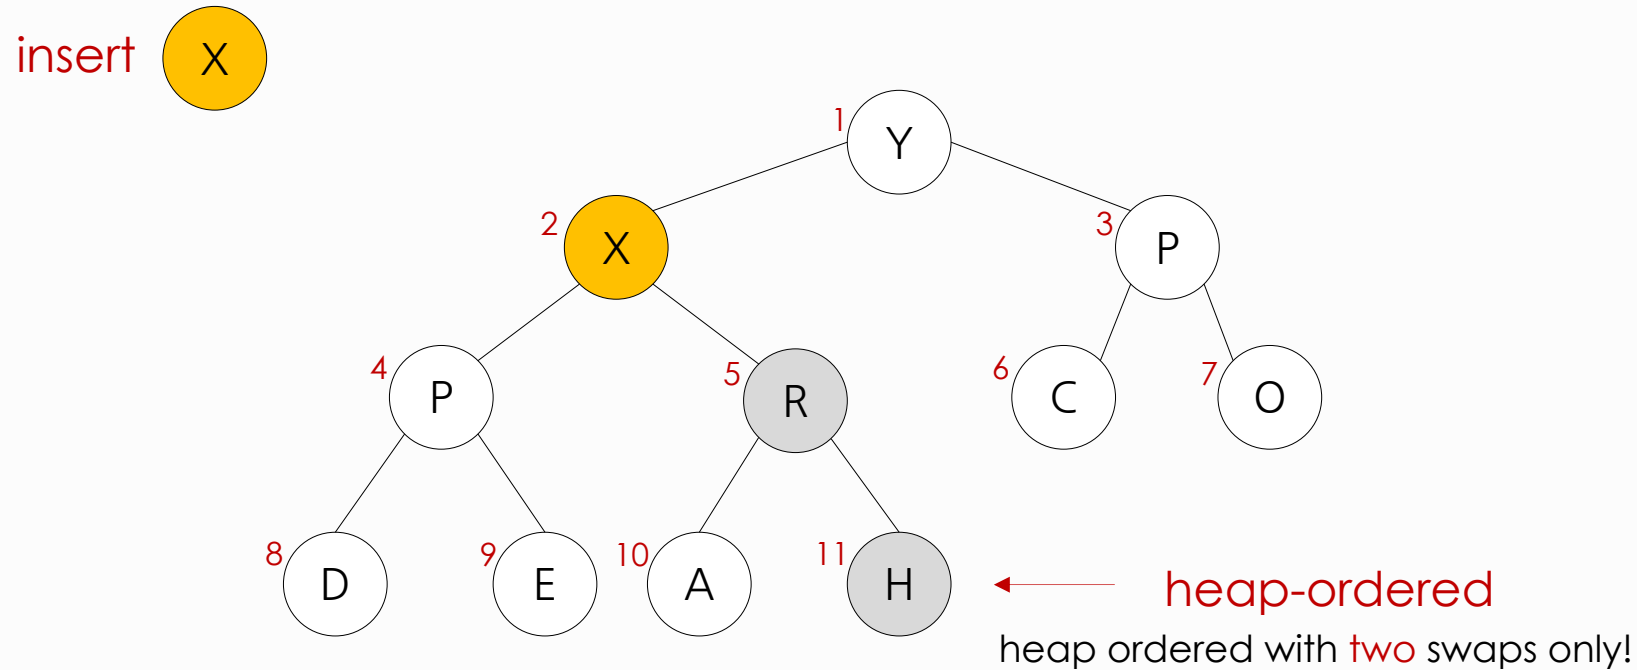 insert X
1 Y
2 X 3 P
4 P 5 R 6 C 7 O
8 D 9 E 10 A 11 H
heap-ordered
heap ordered with two swaps only!